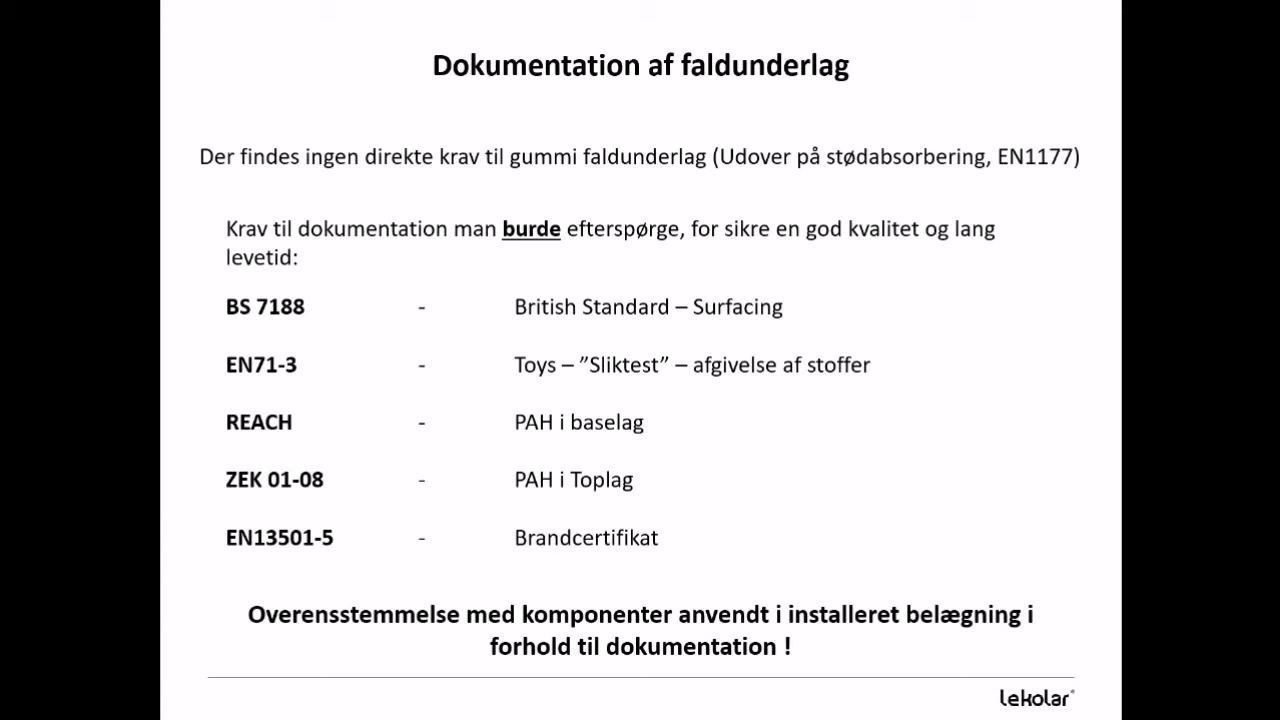 Dokumentation af faldunderlag
Der findes ingen direkte krav til gummi faldunderlag (Udover på stødabsorbering, EN1177)
Krav til dokumentation man burde efterspørge, for sikre en god kvalitet og lang
levetid:
BS 7188 - British Standard – Surfacing
EN71-3 - Toys – ”Sliktest” – afgivelse af stoffer
REACH - PAH i baselag
ZEK 01-08 - PAH i Toplag
EN13501-5 - Brandcertifikat
Overensstemmelse med komponenter anvendt i installeret belægning i
forhold til dokumentation !
lekolar